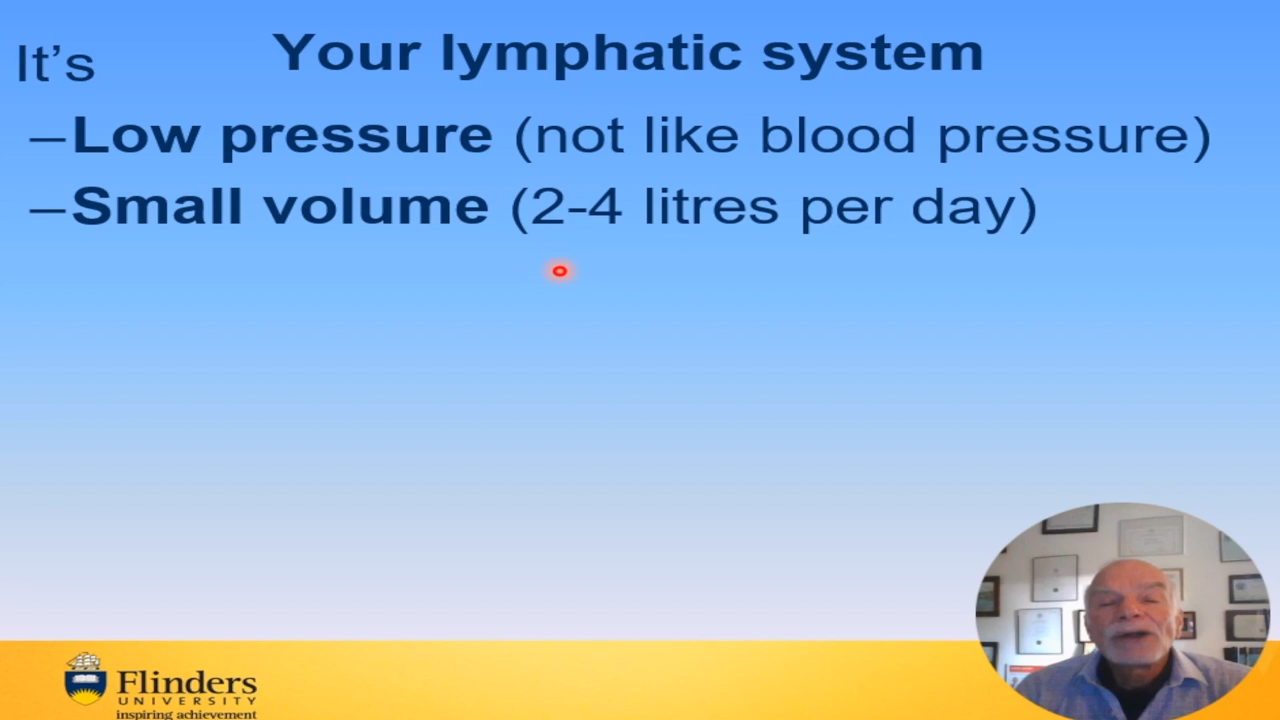 It’s
Your lymphatic system
–Low pressure (not like blood pressure)
–Small volume (2-4 litres per day)
Flinders
UNIVERSITY
inspiring achievement